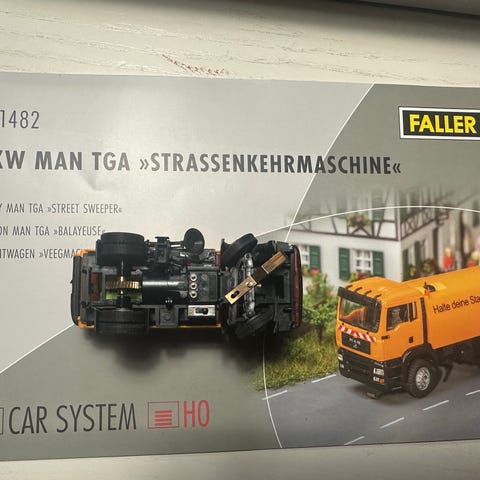 1482
FALLER
KW MAN TGA »STRASSENKEHRMASCHINE«
Y MAN TGA »STREET SWEEPER«
ON MAN TGA »BALAYEUSE«
HTWAGEN »VEEGMAC
Halte deine Sta
CAR SYSTEM H0